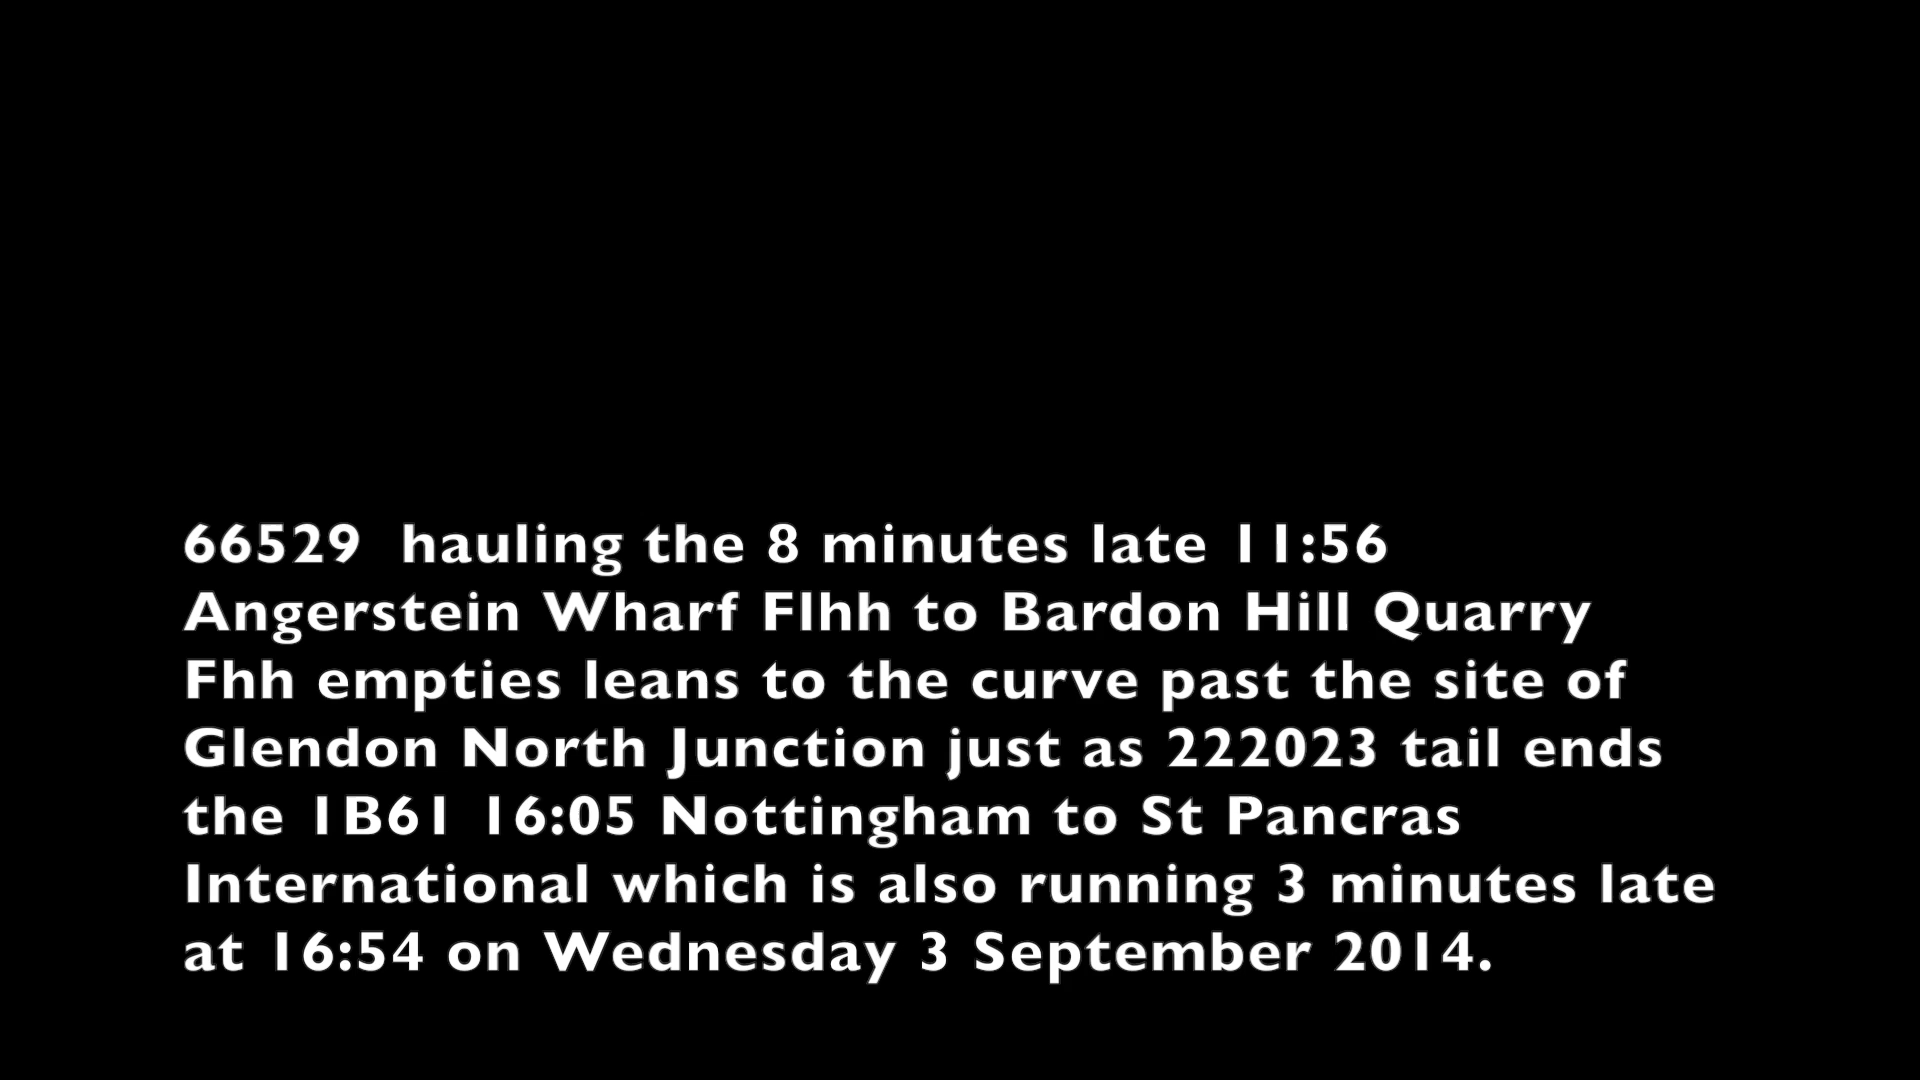 66529  hauling the 8 minutes late 11:56
Angerstein Wharf Flhh to Bardon Hill Quarry
Fhh empties leans to the curve past the site of
Glendon North Junction just as 222023 tail ends
the 1B61 16:05 Nottingham to St Pancras
International which is also running 3 minutes late
at 16:54 on Wednesday 3 September 2014.